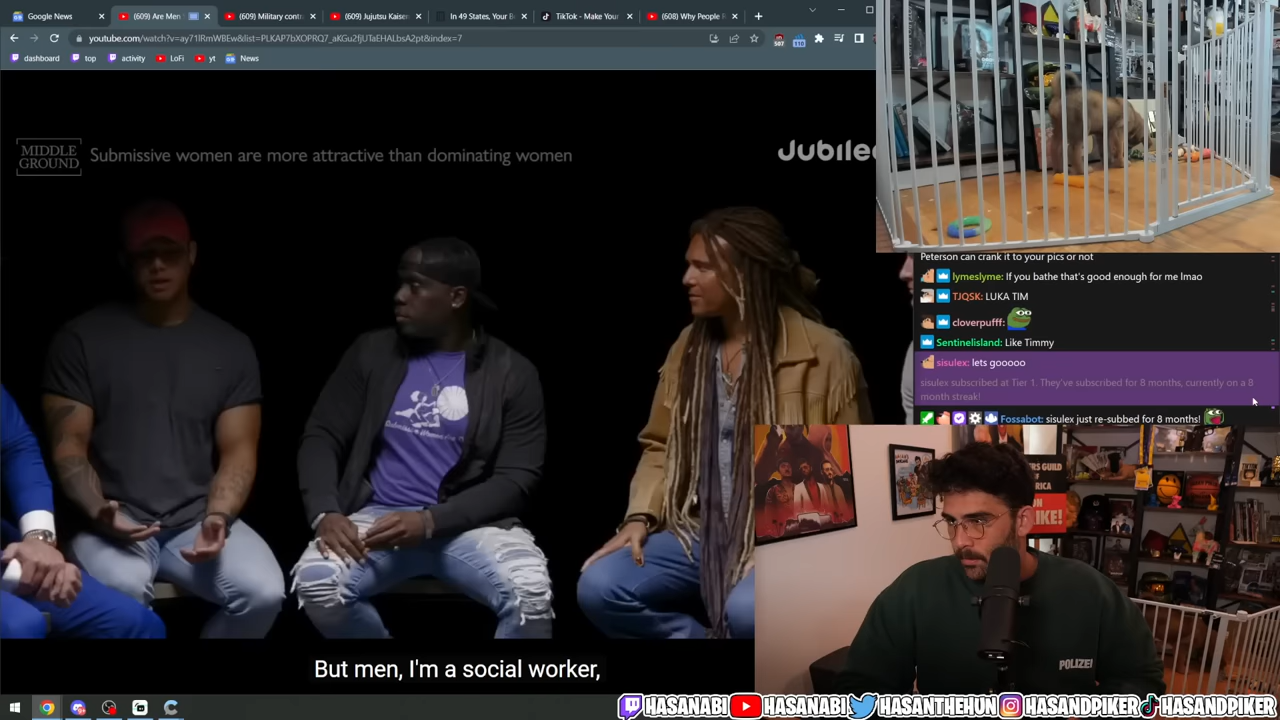 (609) Are Men
(609) Military contr
(609) Jujutsu Kaisen
In 49 States, Your B
TikTok - Make Your
(608) Why People R
Google News
youtube.com/watch?v=ay71lRmWBEw&list=PLKAP7bXOPRQ7_aKGu2fjUTaEHALbsA2pt&index=7
507
110
dashboard
top
activity
LoFi
yt
News
MIDDLE GROUND
Submissive women are more attractive than dominating women
Jubilee
Peterson can crank it to your pics or not
lymeslyme: If you bathe that's good enough for me lmao
TJQSK: LUKA TIM
cloverpufff:
Sentinelisland: Like Timmy
sisulex: lets gooooo
sisulex subscribed at Tier 1. They've subscribed for 8 months, currently on a 8
month streak!
Fossabot: sisulex just re-subbed for 8 months!
POLIZEI
But men, I'm a social worker,
HASANABI
HASANABI
HASANTHEHUN
HASANDPIKER
HASANDPIKER